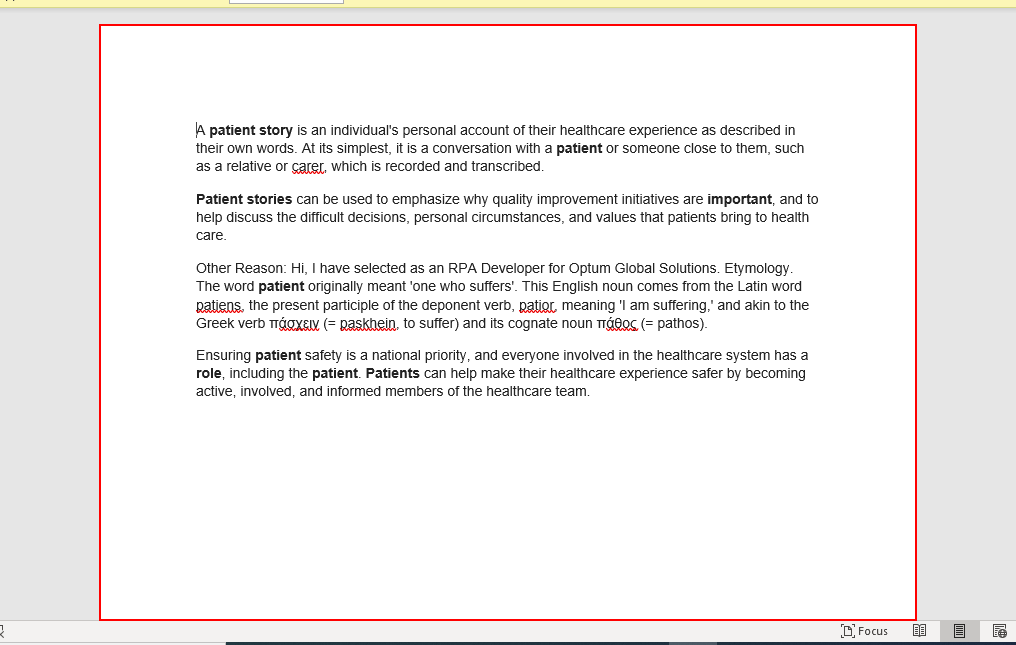 A patient story is an individual's personal account of their healthcare experience as described in
their own words. At its simplest, it is a conversation with a patient or someone close to them, such
as a relative or carer, which is recorded and transcribed.
Patient stories can be used to emphasize why quality improvement initiatives are important, and to
help discuss the difficult decisions, personal circumstances, and values that patients bring to health
care.
Other Reason: Hi, I have selected as an RPA Developer for Optum Global Solutions. Etymology.
The word patient originally meant 'one who suffers'. This English noun comes from the Latin word
patiens, the present participle of the deponent verb, patior, meaning 'I am suffering,' and akin to the
Greek verb πάσχειν (= paskhein, to suffer) and its cognate noun πάθος (= pathos).
Ensuring patient safety is a national priority, and everyone involved in the healthcare system has a
role, including the patient. Patients can help make their healthcare experience safer by becoming
active, involved, and informed members of the healthcare team.
Focus